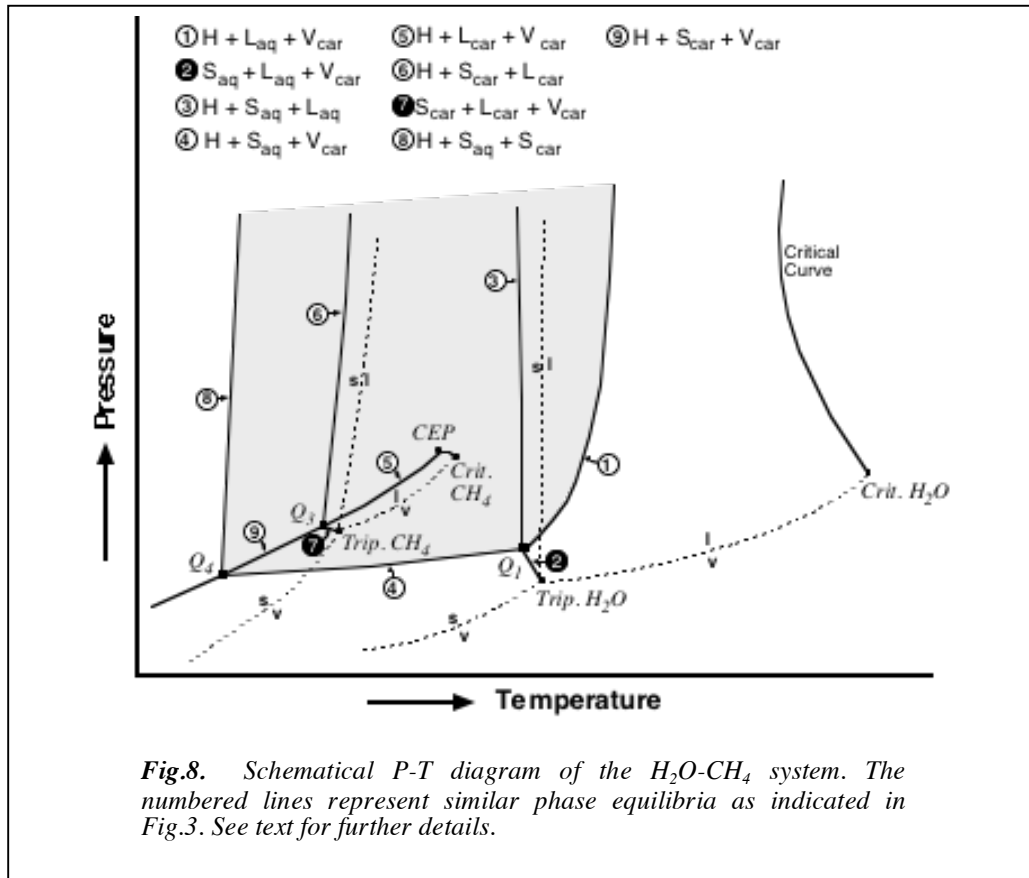 ①H + Laq + Vcar ⑤H + Lcar + Vcar ⑨H + Scar + Vcar
❷Saq + Laq + Vcar ⑥H + Scar + Lcar
③H + Saq + Laq ❼Scar + Lcar + Vcar
④H + Saq + Vcar ⑧H + Saq + Scar
Critical
Curve
③
⑥
s l
s l
⑧
CEP
⑤
Crit.
CH₄
①
Crit. H₂O
l
v
Q₃
⑨
❼
Trip. CH₄
Q₄
④
Q₁
❷
l
v
Trip. H₂O
s
v
s
v
Pressure
Temperature
Fig.8. Schematical P-T diagram of the H₂O-CH₄ system. The
numbered lines represent similar phase equilibria as indicated in
Fig.3. See text for further details.